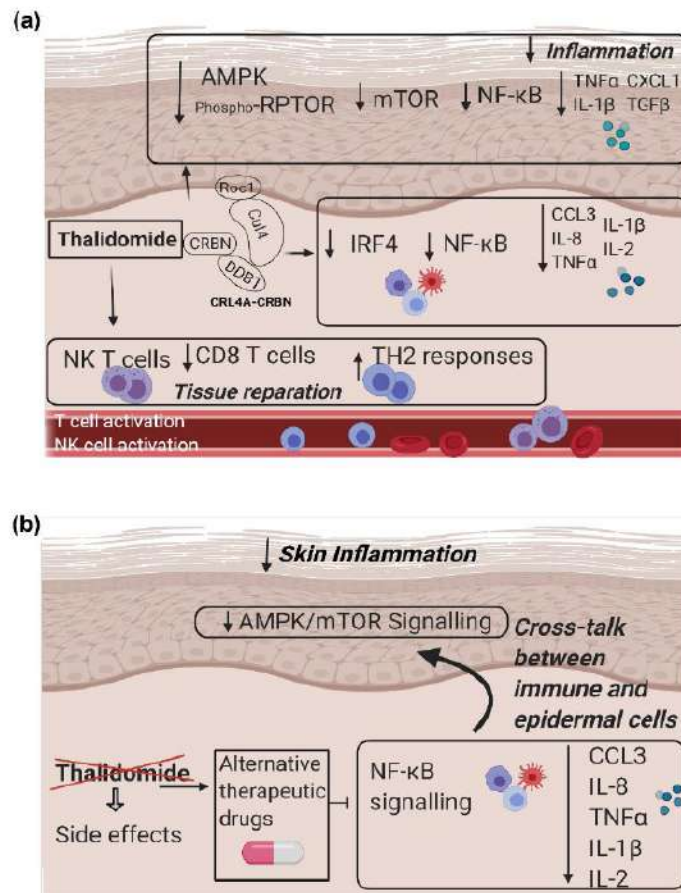 (a)
Inflammation
AMPK
Phospho-RPTOR
mTOR
NF-κB
TNFα CXCL1
IL-1β TGFβ
Roc1
Cul4
Thalidomide
CRBN
DDB1
CRL4A-CRBN
IRF4
NF-κB
CCL3
IL-8
TNFα
IL-1β
IL-2
NK T cells
CD8 T cells
TH2 responses
Tissue reparation
T cell activation
NK cell activation
(b)
Skin Inflammation
AMPK/mTOR Signalling
Cross-talk
between
immune and
epidermal cells
Thalidomide
Side effects
Alternative
therapeutic
drugs
NF-κB
signalling
CCL3
IL-8
TNFα
IL-1β
IL-2